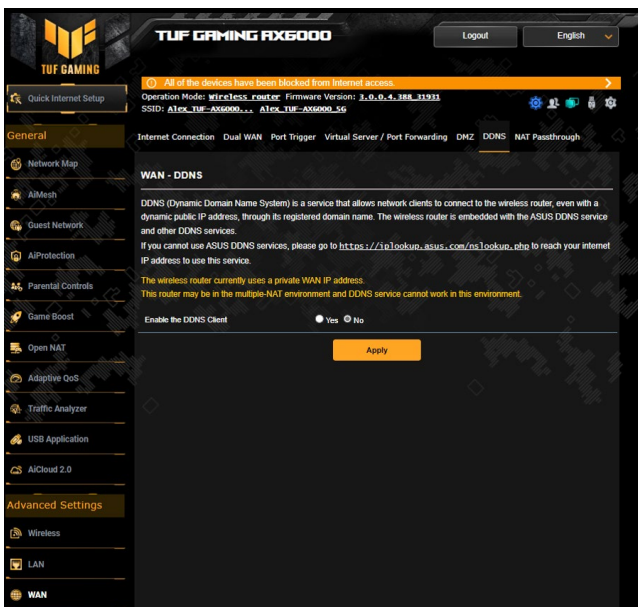 TUF GAMING AX6000
Logout
English
TUF GAMING
All of the devices have been blocked from Internet access.
Quick Internet Setup
Operation Mode: Wireless router Firmware Version: 3.0.0.4.388_31931
SSID: Alex_TUF-AX6000... Alex_TUF-AX6000_5G
General
Internet Connection Dual WAN Port Trigger Virtual Server / Port Forwarding DMZ DDNS NAT Passthrough
Network Map
AiMesh
Guest Network
AiProtection
Parental Controls
Game Boost
Open NAT
Adaptive QoS
Traffic Analyzer
USB Application
AiCloud 2.0
Advanced Settings
Wireless
LAN
WAN
WAN - DDNS
DDNS (Dynamic Domain Name System) is a service that allows network clients to connect to the wireless router, even with a
dynamic public IP address, through its registered domain name. The wireless router is embedded with the ASUS DDNS service
and other DDNS services.
If you cannot use ASUS DDNS services, please go to https://iplookup.asus.com/nslookup.php to reach your internet
IP address to use this service.
The wireless router currently uses a private WAN IP address.
This router may be in the multiple-NAT environment and DDNS service cannot work in this environment.
Enable the DDNS Client Yes No
Apply